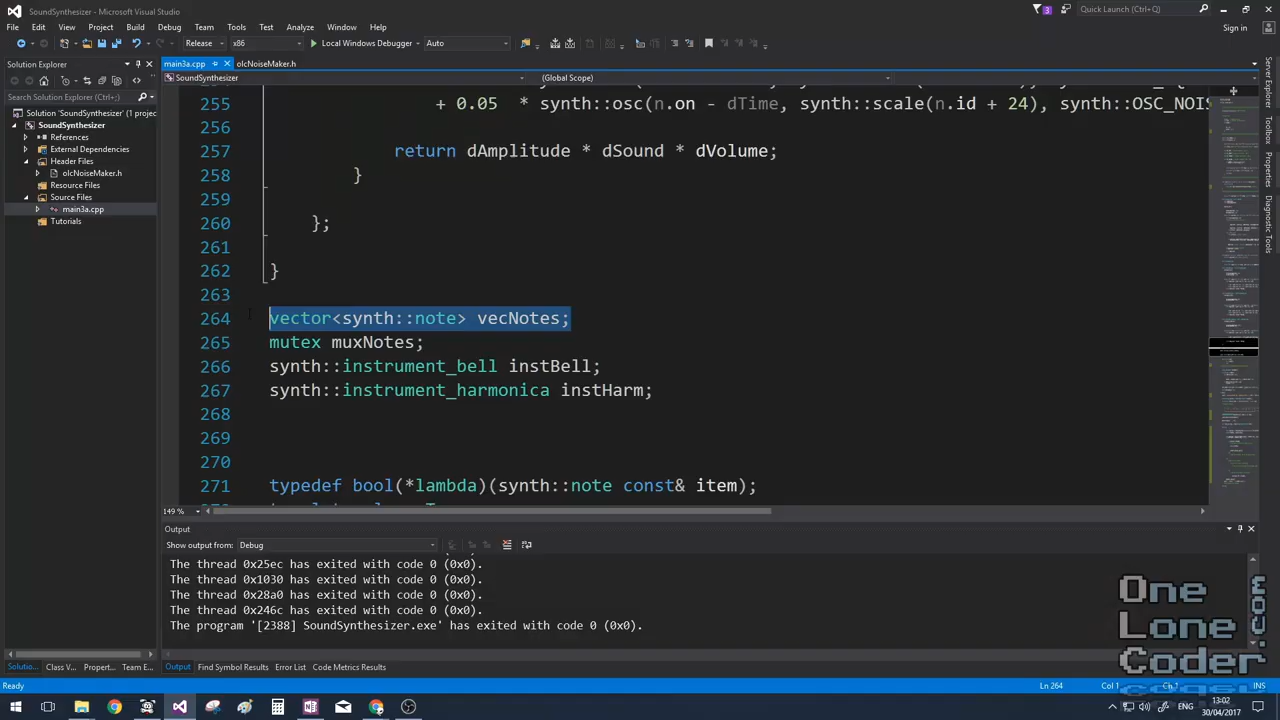 SoundSynthesizer - Microsoft Visual Studio
3
Quick Launch (Ctrl+Q)
File Edit View Project Build Debug Team Tools Test Analyze Window Help
Sign in
Release x86 Local Windows Debugger Auto
Solution Explorer
main3a.cpp olcNoiseMaker.h
SoundSynthesizer (Global Scope)
Search Solution Explorer (Ctrl+;)
Solution 'SoundSynthesizer' (1 projec
SoundSynthesizer
References
External Dependencies
Header Files
olcNoiseMaker.h
Resource Files
Source Files
main3a.cpp
Tutorials
255 + 0.05 * synth::osc(n.on - dTime, synth::scale(n.id + 24), synth::OSC_NOIS
256
257 return dAmplitude * dSound * dVolume;
258 }
259
260 };
261
262 }
263
264 vector<synth::note> vecNotes;
265 mutex muxNotes;
266 synth::instrument_bell instBell;
267 synth::instrument_harmonica instHarm;
268
269
270
271 typedef bool(*lambda)(synth::note const& item);
149 %
Output
Show output from: Debug
The thread 0x25ec has exited with code 0 (0x0).
The thread 0x1030 has exited with code 0 (0x0).
The thread 0x28a0 has exited with code 0 (0x0).
The thread 0x246c has exited with code 0 (0x0).
The program '[2388] SoundSynthesizer.exe' has exited with code 0 (0x0).
Solutio... Class V... Propert... Team E...
Output Find Symbol Results Error List Code Metrics Results
Ready Ln 264 Col 1 Ch 1 INS
Server Explorer
Toolbox
Properties
Diagnostic Tools
One
Lone
Coder
.com
ENG
13:02
30/04/2017